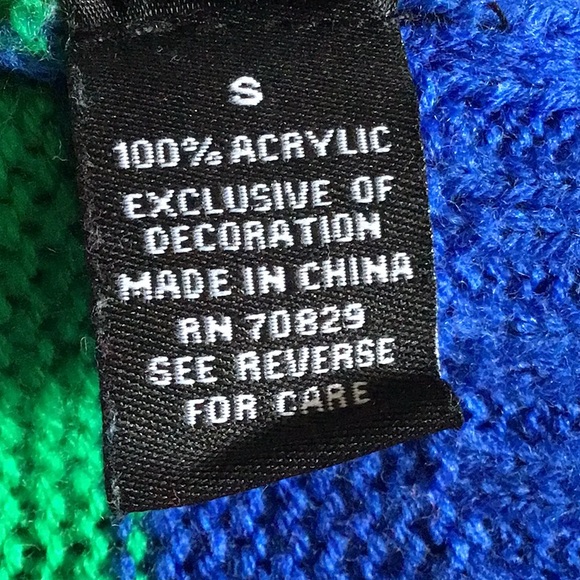 S
100% ACRYLIC
EXCLUSIVE OF
DECORATION
MADE IN CHINA
RN 70829
SEE REVERSE
FOR CARE